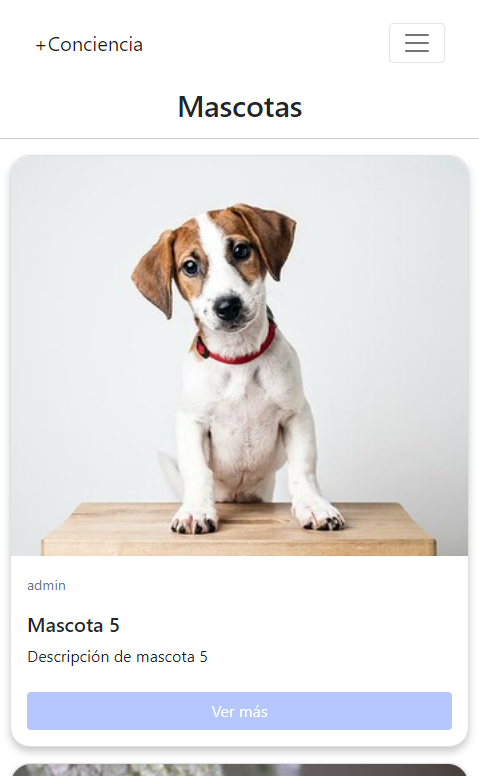 +Conciencia
Mascotas
admin
Mascota 5
Descripción de mascota 5
Ver más